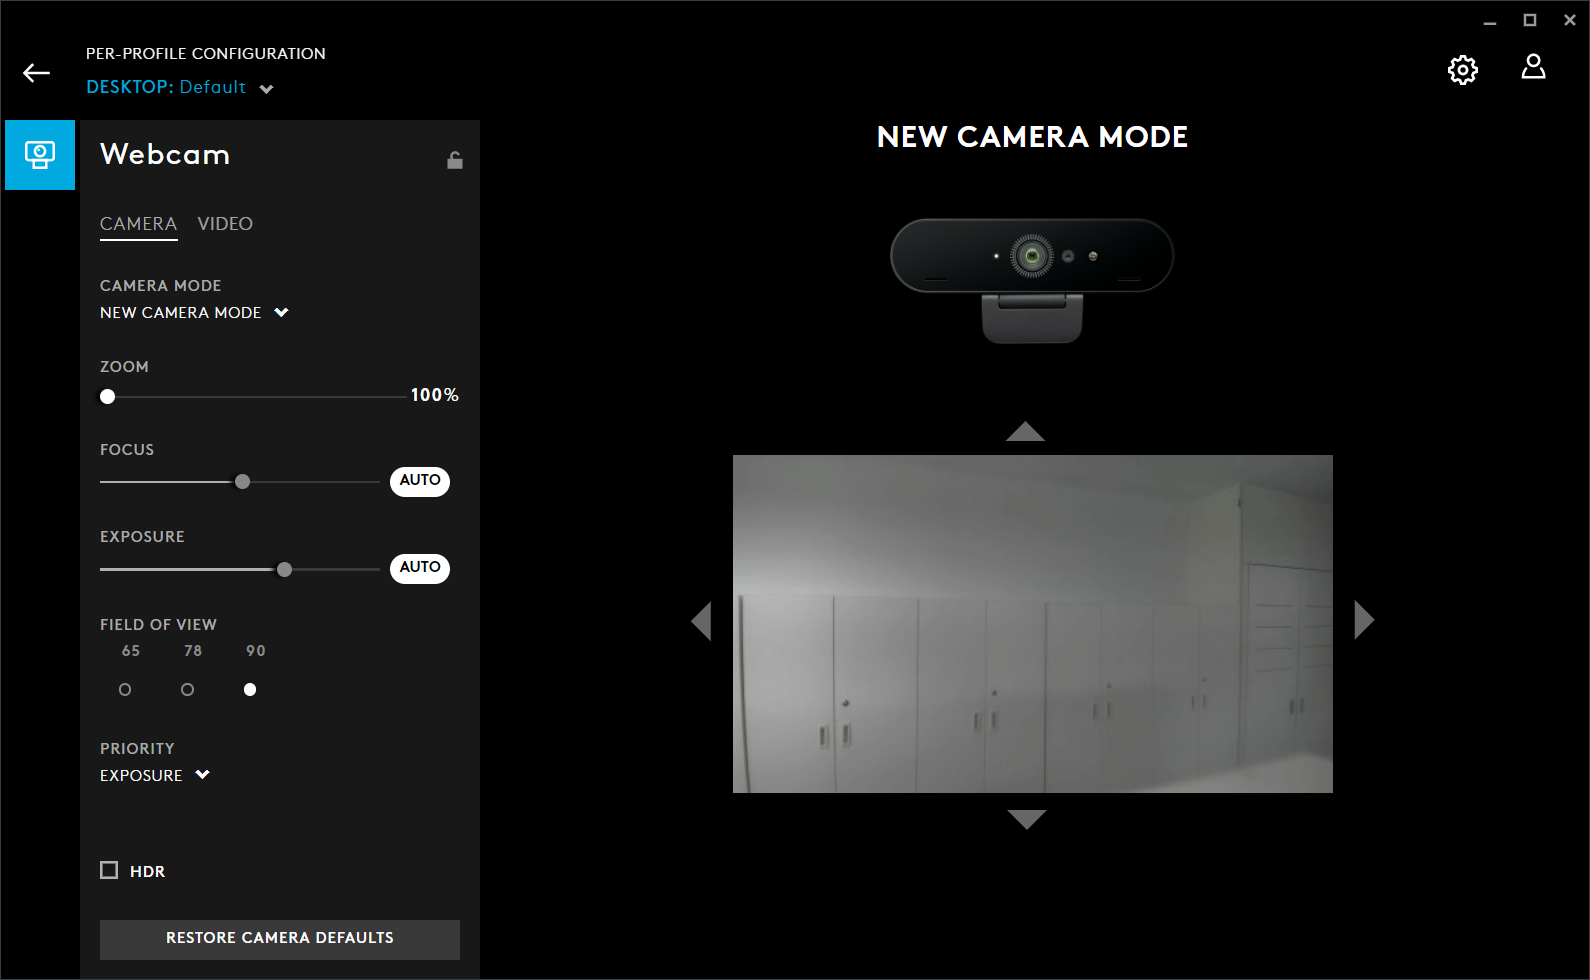 PER-PROFILE CONFIGURATION
DESKTOP: Default
Webcam
CAMERA VIDEO
CAMERA MODE
NEW CAMERA MODE
ZOOM
100%
FOCUS
AUTO
EXPOSURE
AUTO
FIELD OF VIEW
65 78 90
PRIORITY
EXPOSURE
HDR
RESTORE CAMERA DEFAULTS
NEW CAMERA MODE